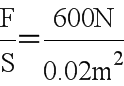 F/S = 600N/0.02m²